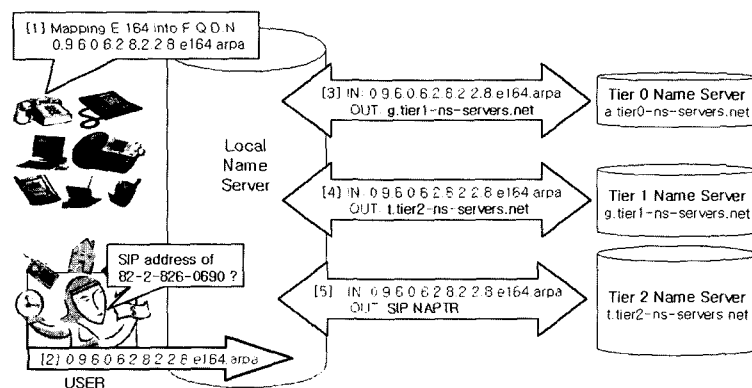 [1] Mapping E.164 into F.Q.D.N
0.9.6.0.6.2.8.2.2.8.e164.arpa
Local
Name
Server
[3] IN: 0.9.6.0.6.2.8.2.2.8.e164.arpa
OUT: g.tier1-ns-servers.net
Tier 0 Name Server
a.tier0-ns-servers.net
[4] IN: 0.9.6.0.6.2.8.2.2.8.e164.arpa
OUT: t.tier2-ns-servers.net
Tier 1 Name Server
g.tier1-ns-servers.net
SIP address of
82-2-826-0690 ?
[5] IN: 0.9.6.0.6.2.8.2.2.8.e164.arpa
OUT: SIP NAPTR
Tier 2 Name Server
t.tier2-ns-servers.net
[2] 0.9.6.0.6.2.8.2.2.8.e164.arpa
USER